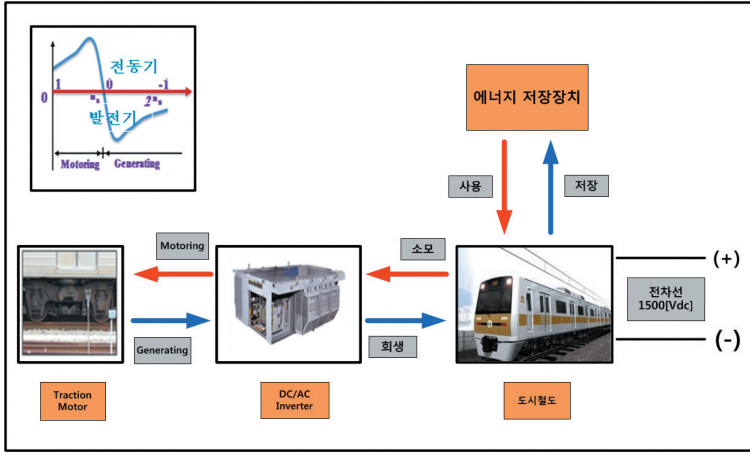 전동기
1
0
-1
0
n s
2 n s
발전기
Motoring
Generating
에너지 저장장치
사용
저장
Motoring
소모
(+)
전차선
1500[Vdc]
Generating
회생
(-)
Traction
Motor
DC/AC
Inverter
도시철도